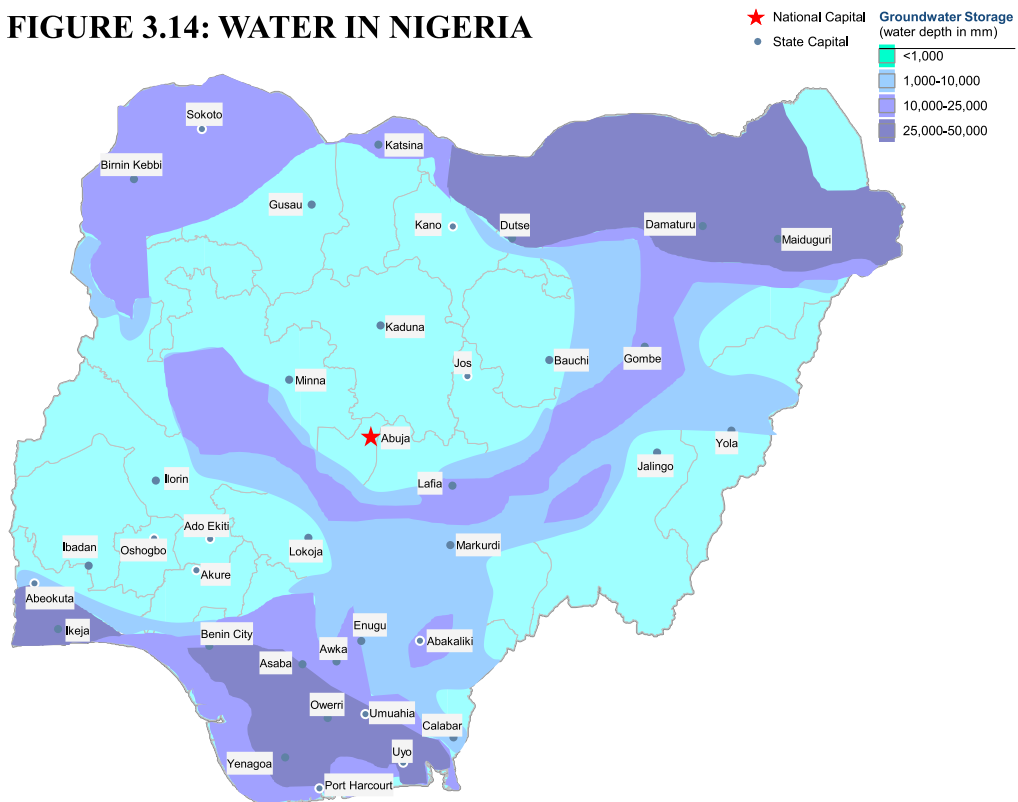 FIGURE 3.14: WATER IN NIGERIA
National Capital
State Capital
Groundwater Storage
(water depth in mm)
<1,000
1,000-10,000
10,000-25,000
25,000-50,000
Sokoto
Katsina
Birnin Kebbi
Gusau
Kano
Dutse
Damaturu
Maiduguri
Kaduna
Jos
Bauchi
Gombe
Minna
Abuja
Yola
Jalingo
Ilorin
Lafia
Ado Ekiti
Ibadan
Oshogbo
Lokoja
Markurdi
Akure
Abeokuta
Ikeja
Benin City
Enugu
Abakaliki
Awka
Asaba
Owerri
Umuahia
Calabar
Uyo
Yenagoa
Port Harcourt